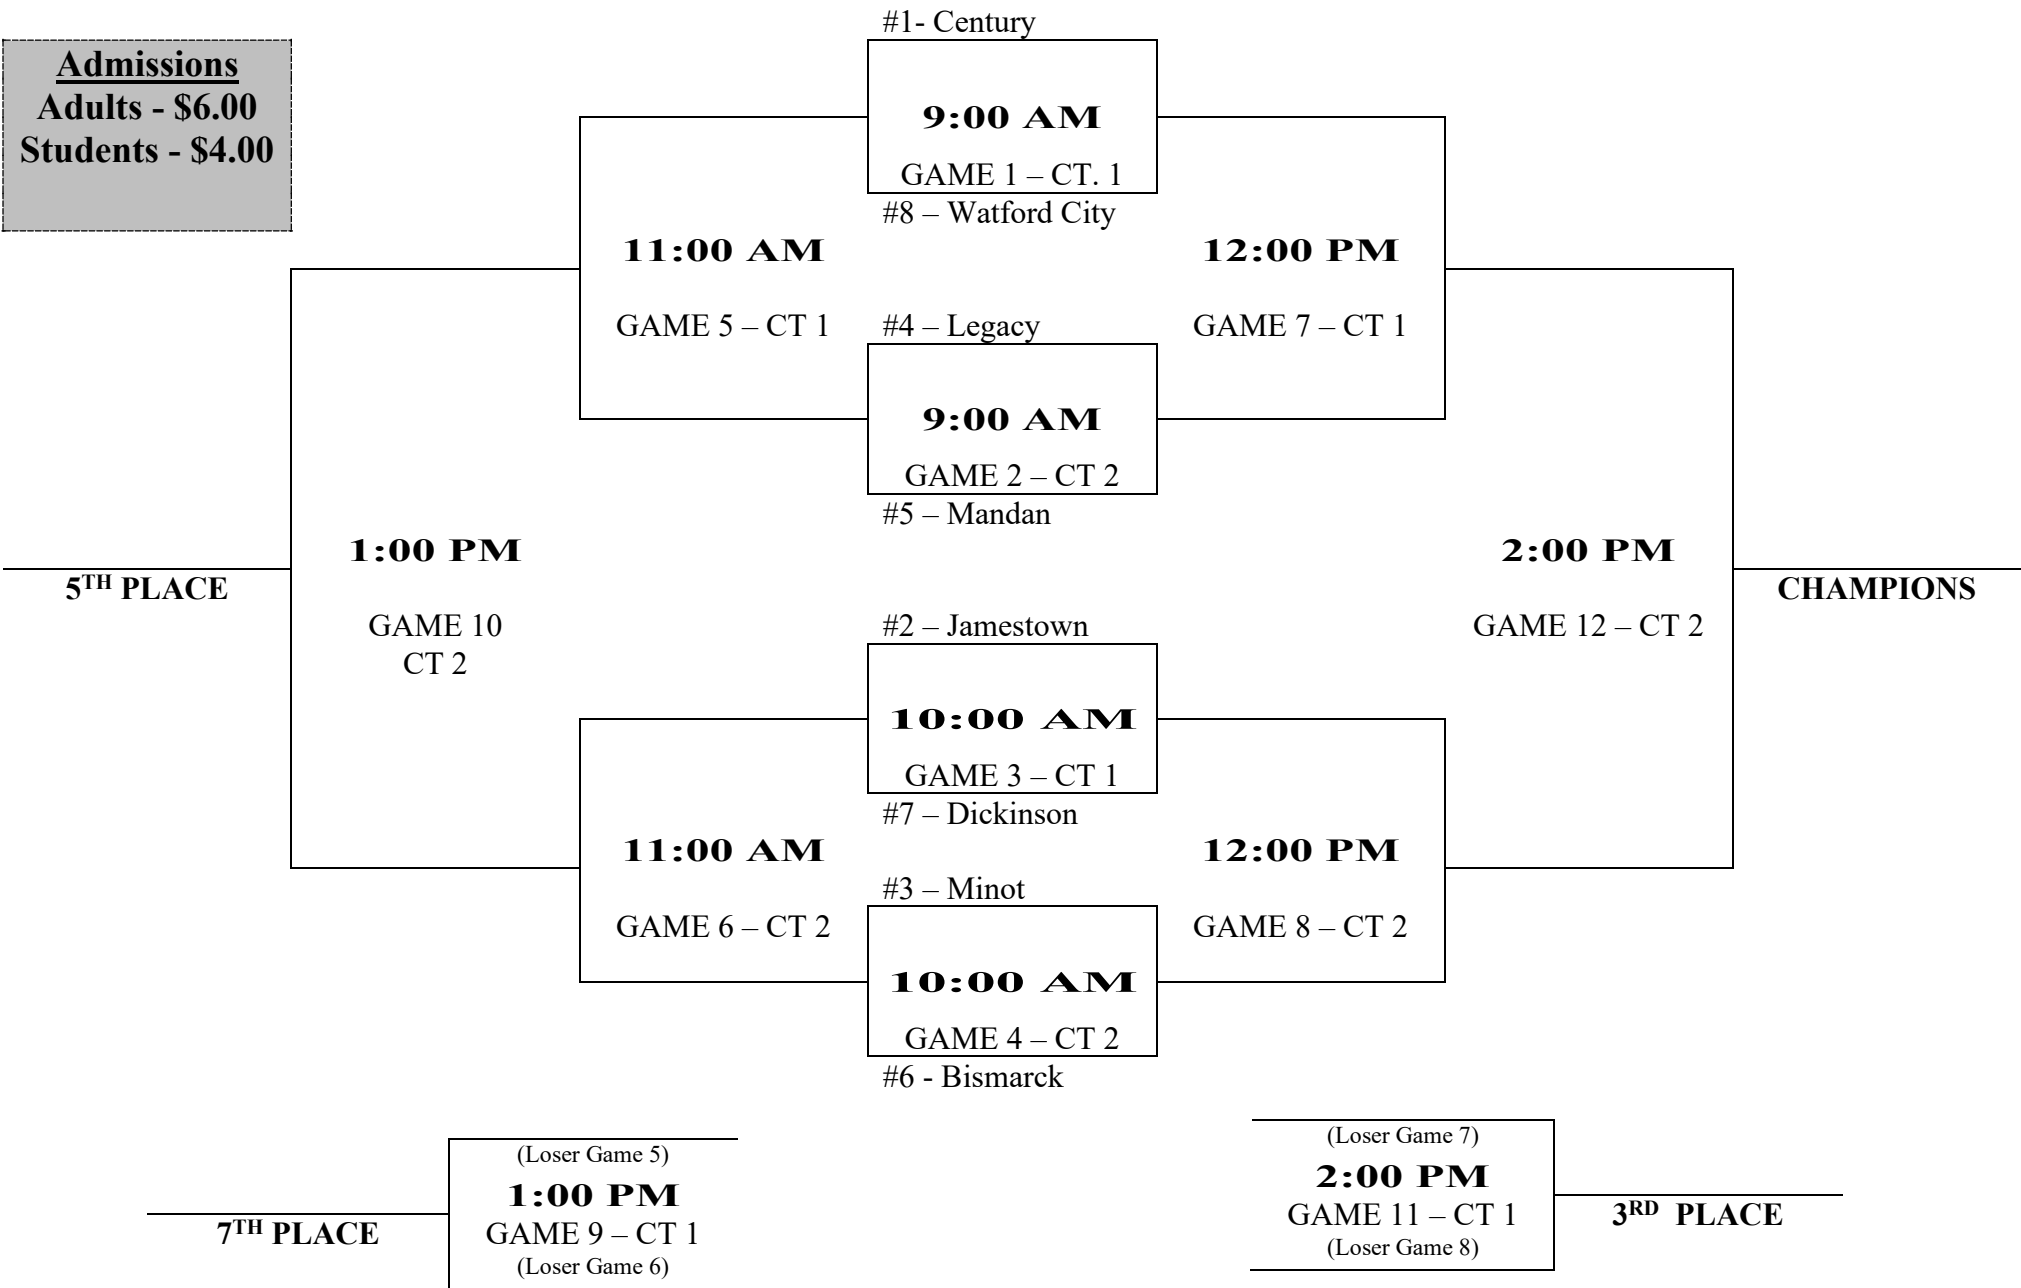 #1- Century
Admissions
Adults - $6.00
Students - $4.00
9:00 AM
GAME 1 – CT. 1
#8 – Watford City
11:00 AM
12:00 PM
GAME 5 – CT 1
#4 – Legacy
GAME 7 – CT 1
9:00 AM
GAME 2 – CT 2
#5 – Mandan
1:00 PM
2:00 PM
5TH PLACE
CHAMPIONS
GAME 10
CT 2
#2 – Jamestown
GAME 12 – CT 2
10:00 AM
GAME 3 – CT 1
#7 – Dickinson
11:00 AM
12:00 PM
#3 – Minot
GAME 6 – CT 2
GAME 8 – CT 2
10:00 AM
GAME 4 – CT 2
#6 - Bismarck
(Loser Game 5)
1:00 PM
7TH PLACE
GAME 9 – CT 1
(Loser Game 6)
(Loser Game 7)
2:00 PM
GAME 11 – CT 1
3RD PLACE
(Loser Game 8)